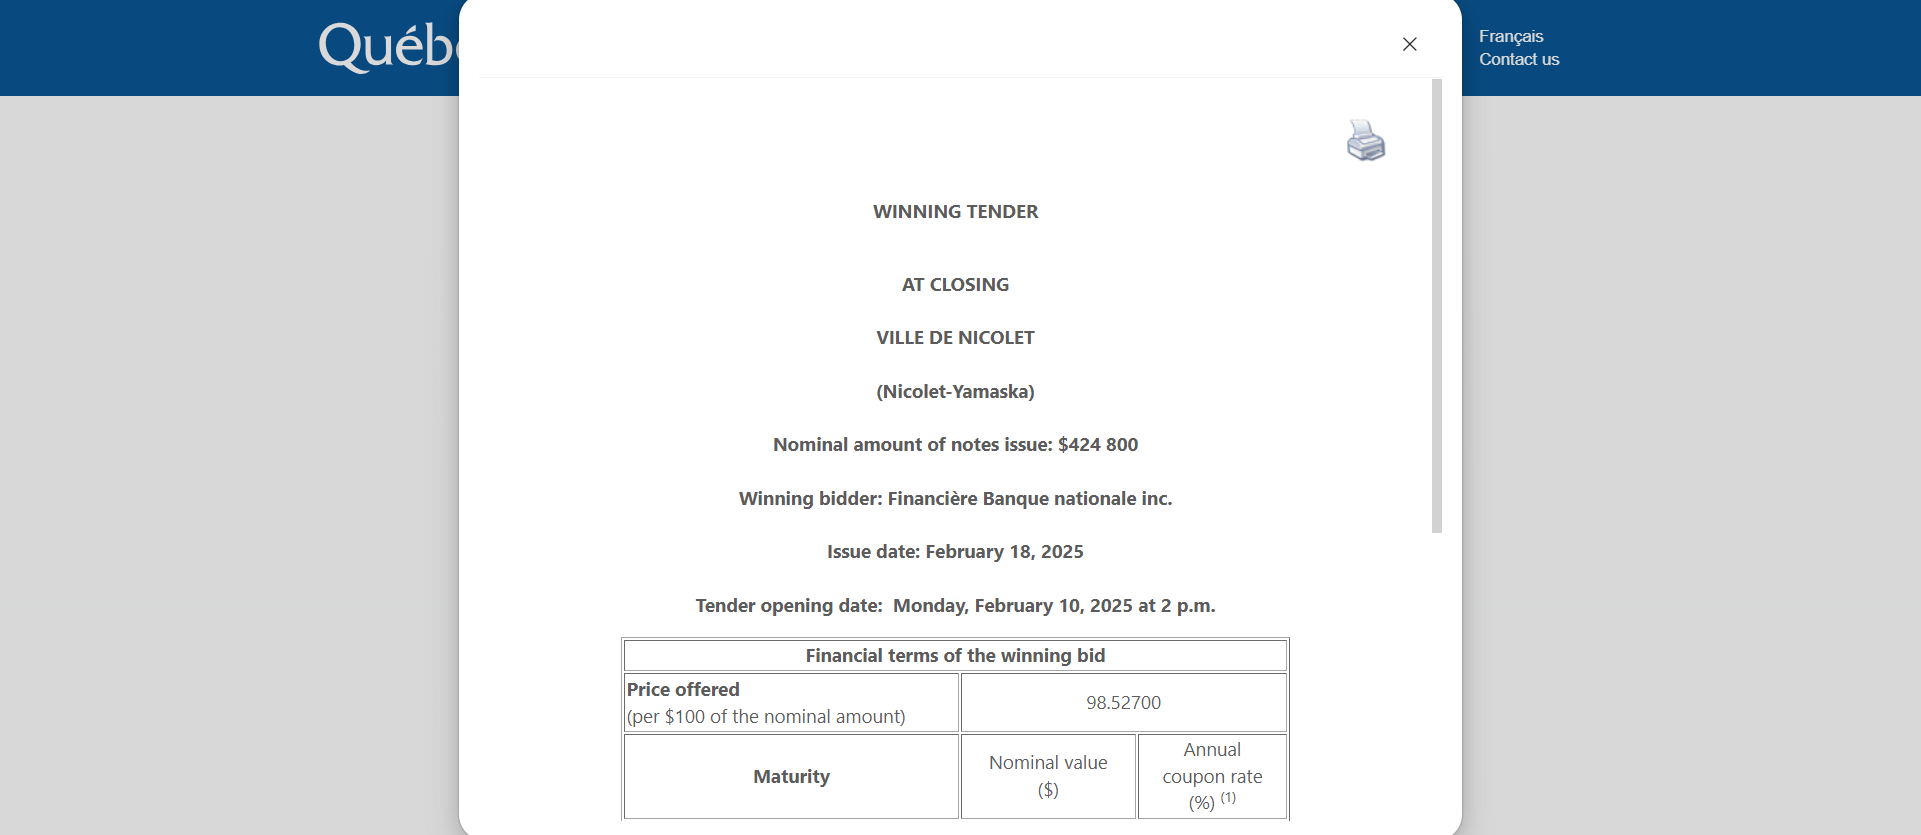 Québ
Français
Contact us
WINNING TENDER
AT CLOSING
VILLE DE NICOLET
(Nicolet-Yamaska)
Nominal amount of notes issue: $424 800
Winning bidder: Financière Banque nationale inc.
Issue date: February 18, 2025
Tender opening date:  Monday, February 10, 2025 at 2 p.m.
Financial terms of the winning bid
Price offered
(per $100 of the nominal amount)
98.52700
Maturity
Nominal value
($)
Annual
coupon rate
(%) (1)